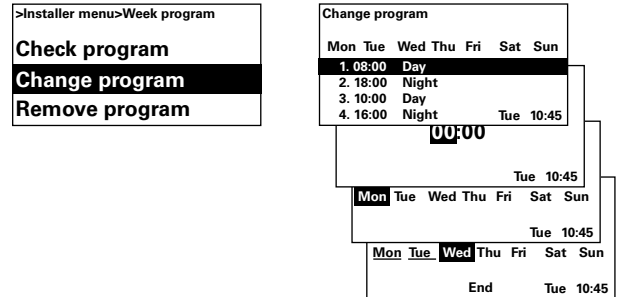 >Installer menu>Week program
Check program
Change program
Remove program
Change program
Mon Tue Wed Thu Fri Sat Sun
1. 08:00 Day
2. 18:00 Night
3. 10:00 Day
4. 16:00 Night Tue 10:45
00:00
Tue 10:45
Mon Tue Wed Thu Fri Sat Sun
Tue 10:45
Mon Tue Wed Thu Fri Sat Sun
End Tue 10:45